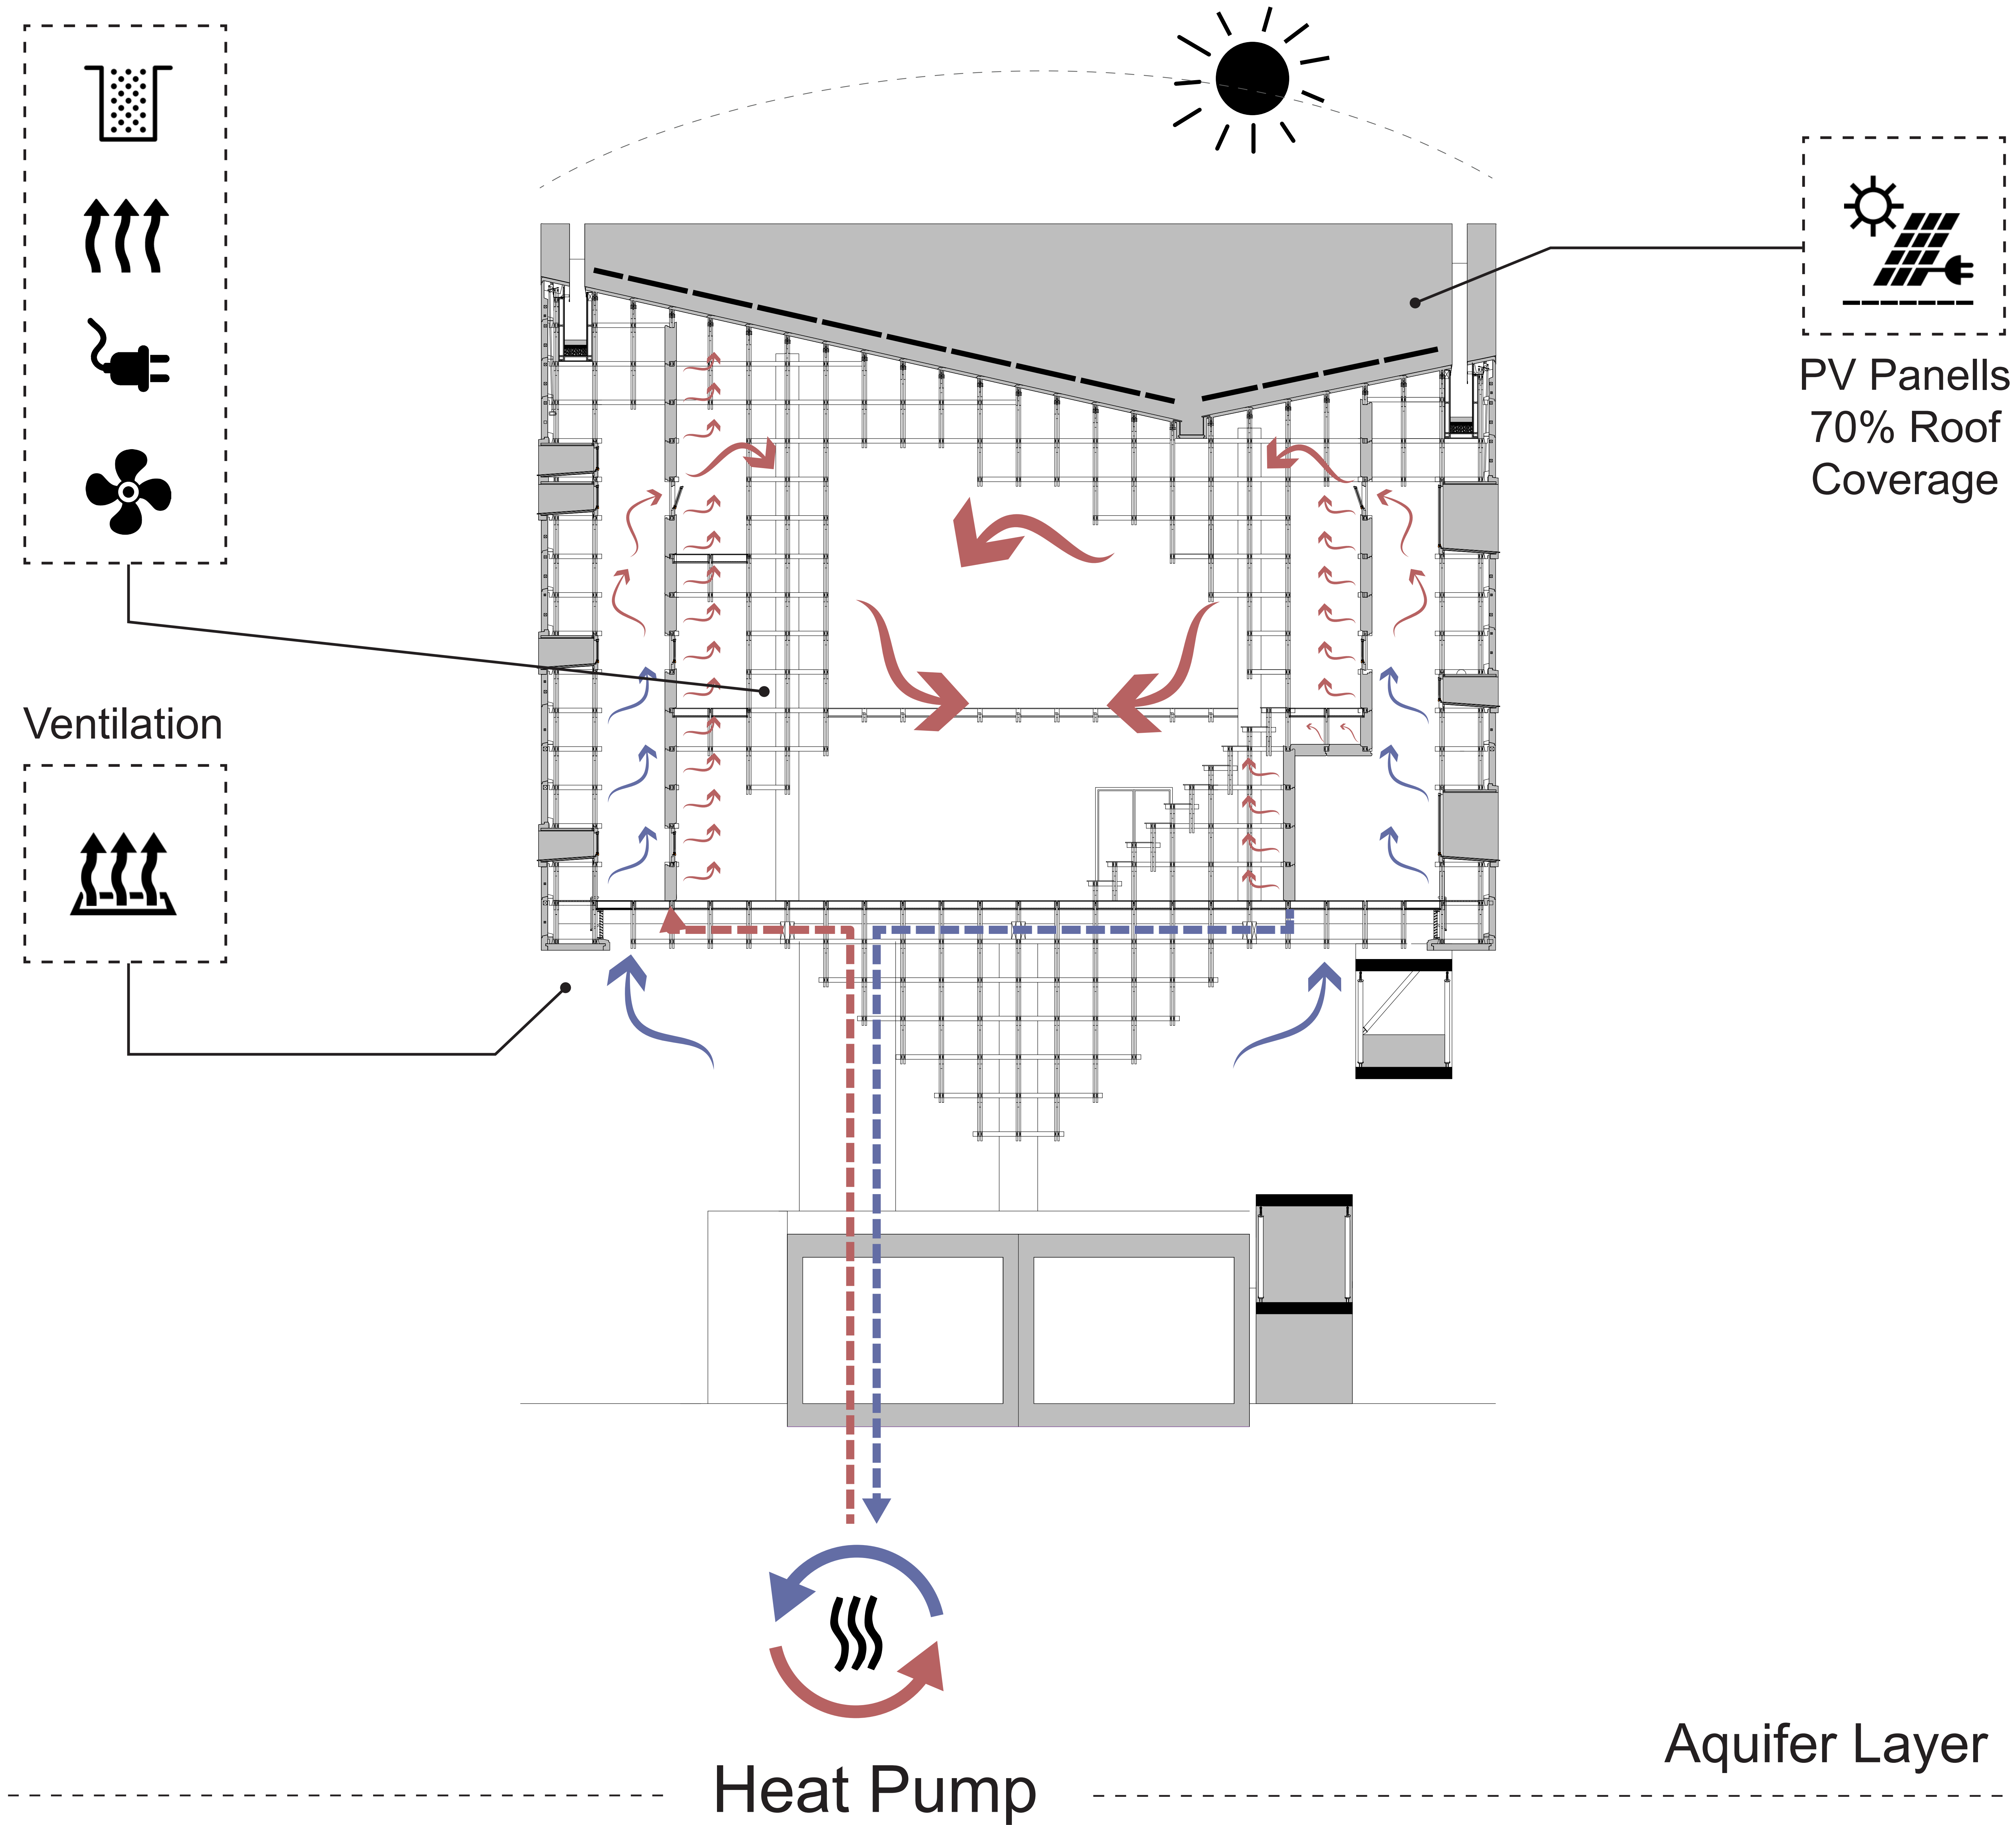 PV Panells
70% Roof
Coverage
Ventilation
Aquifer Layer
Heat Pump